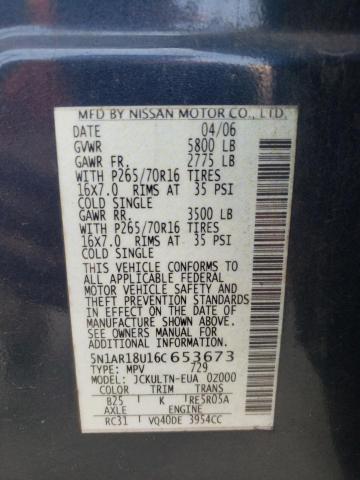 MFD BY NISSAN MOTOR CO., LTD.
DATE 04/06
GVWR 5800 LB
GAWR FR. 2775 LB
WITH P265/70R16 TIRES
16X7.0 RIMS AT 35 PSI
COLD SINGLE
GAWR RR. 3500 LB
WITH P265/70R16 TIRES
16X7.0 RIMS AT 35 PSI
COLD SINGLE
THIS VEHICLE CONFORMS TO
ALL APPLICABLE FEDERAL
MOTOR VEHICLE SAFETY AND
THEFT PREVENTION STANDARDS
IN EFFECT ON THE DATE OF
MANUFACTURE SHOWN ABOVE.
SEE OWNERS MANUAL FOR
ADDITIONAL INFORMATION.
5N1AR18U16C653673
TYPE: MPV 729
MODEL: JCKULTN-EUA 02000
COLOR TRIM TRANS
B25 K RE5R05A
AXLE ENGINE
RC31 VQ40DE 3954CC